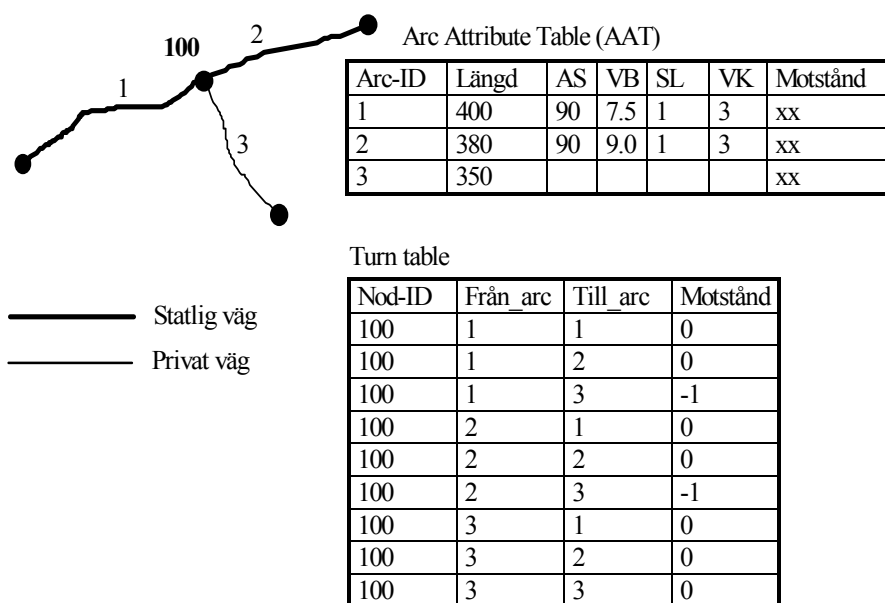 100
2
1
3
Arc Attribute Table (AAT)
Arc-ID Längd AS VB SL VK Motstånd
1 400 90 7.5 1 3 xx
2 380 90 9.0 1 3 xx
3 350 xx
Statlig väg
Privat väg
Turn table
Nod-ID Från_arc Till_arc Motstånd
100 1 1 0
100 1 2 0
100 1 3 -1
100 2 1 0
100 2 2 0
100 2 3 -1
100 3 1 0
100 3 2 0
100 3 3 0